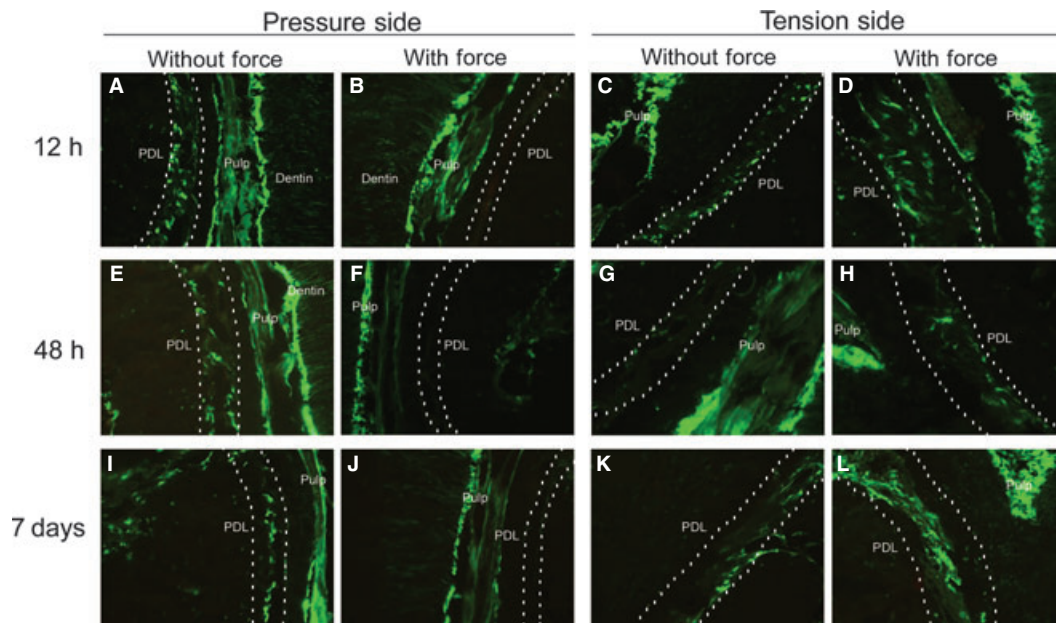 Pressure side Tension side
Without force With force Without force With force
12 h
A PDL Pulp Dentin
B Dentin Pulp PDL
C Pulp PDL
D PDL Pulp
48 h
E PDL Pulp Dentin
F Pulp PDL
G PDL Pulp
H Pulp PDL
7 days
I PDL Pulp
J Pulp PDL
K PDL
L PDL Pulp